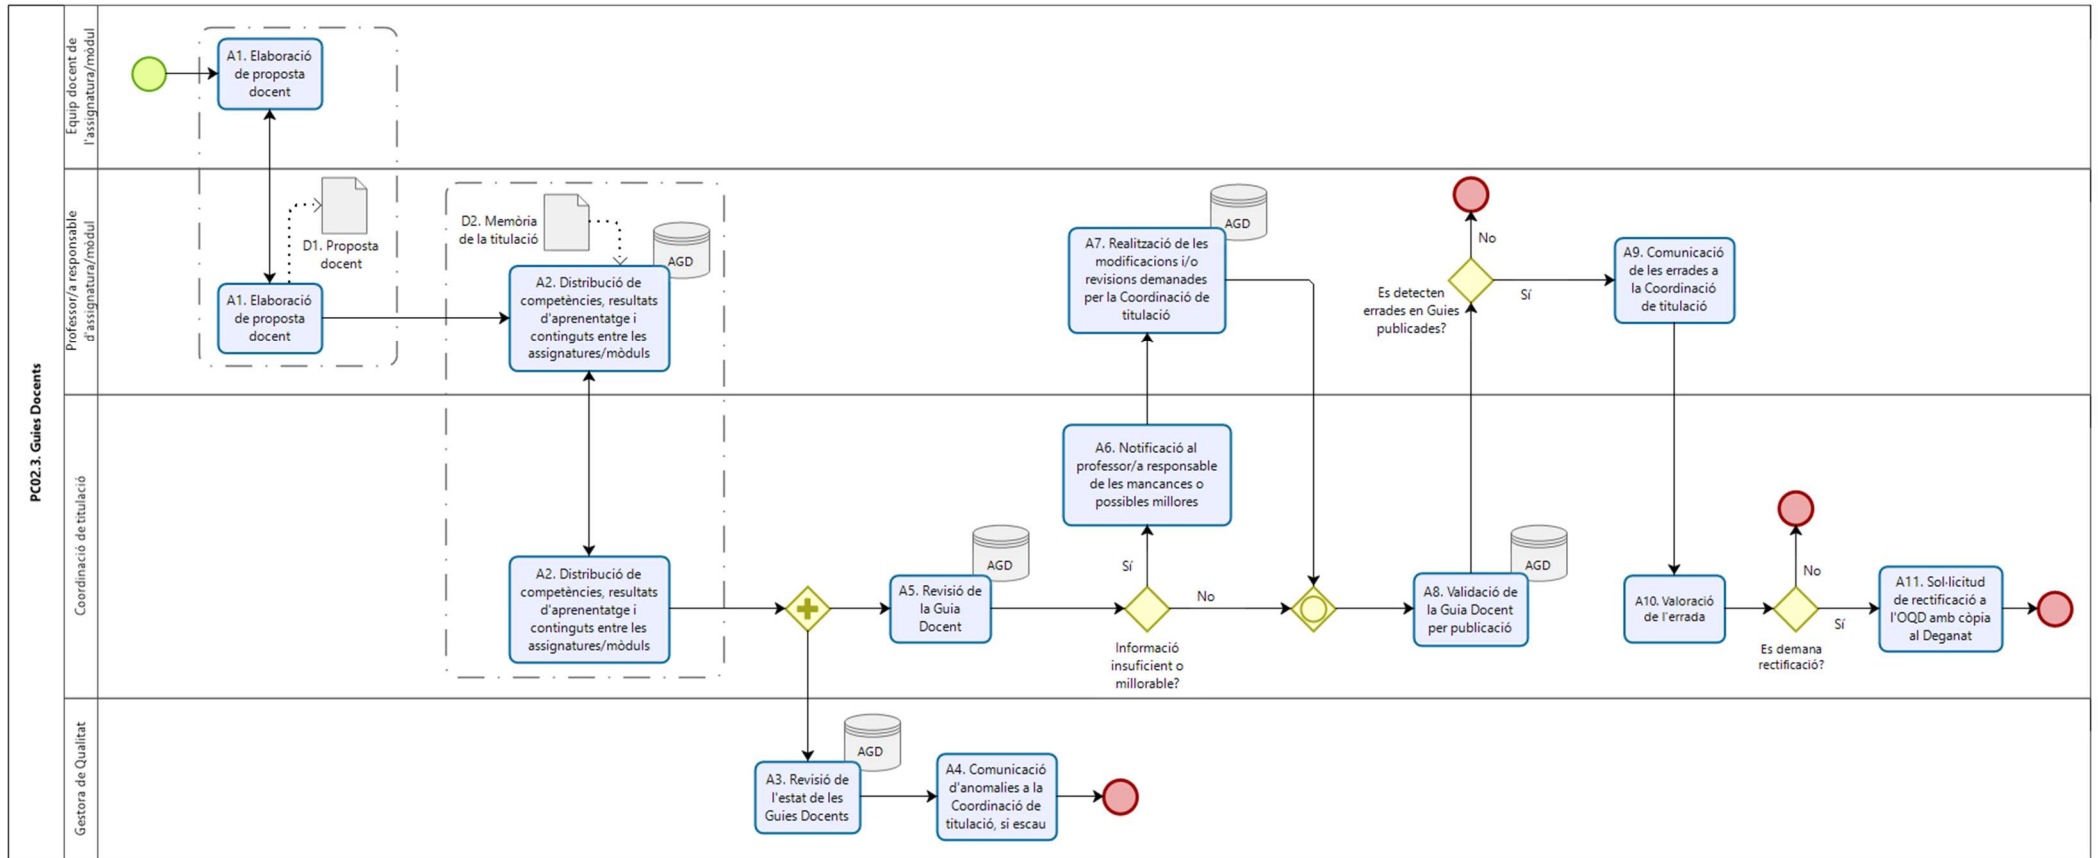 PC02.3. Guies Docents
Equip docent de
l'assignatura/mòdul
A1. Elaboració
de proposta
docent
Professor/a responsable
d'assignatura/mòdul
D1. Proposta
docent
A1. Elaboració
de proposta
docent
D2. Memòria
de la titulació
AGD
A2. Distribució de
competències, resultats
d'aprenentatge i
continguts entre les
assignatures/mòduls
AGD
A7. Realització de les
modificacions i/o
revisions demanades
per la Coordinació de
titulació
No
Es detecten
errades en Guies
publicades?
Sí
A9. Comunicació
de les errades a
la Coordinació
de titulació
Coordinació de titulació
A2. Distribució de
competències, resultats
d'aprenentatge i
continguts entre les
assignatures/mòduls
AGD
A5. Revisió de
la Guia
Docent
A6. Notificació al
professor/a responsable
de les mancances o
possibles millores
Sí
No
Informació
insuficient o
millorable?
AGD
A8. Validació de
la Guia Docent
per publicació
A10. Valoració
de l'errada
No
Sí
Es demana
rectificació?
A11. Sol·licitud
de rectificació a
l'OQD amb còpia
al Deganat
Gestora de Qualitat
AGD
A3. Revisió de
l'estat de les
Guies Docents
A4. Comunicació
d'anomalies a la
Coordinació de
titulació, si escau